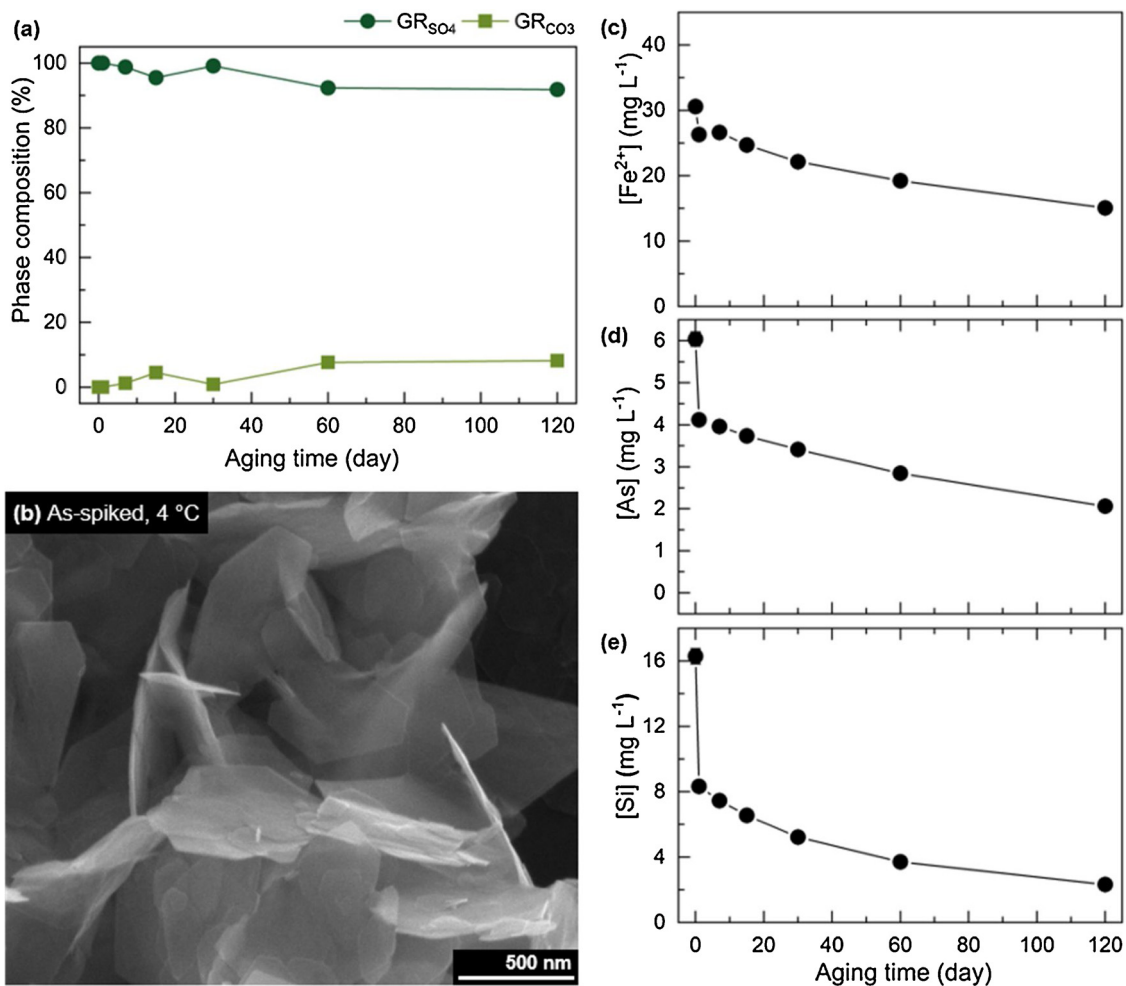 (a)
GRSO4 GRCO3
Phase composition (%)
100
80
60
40
20
0
0 20 40 60 80 100 120
Aging time (day)
(b) As-spiked, 4 °C
500 nm
(c)
[Fe2+] (mg L-1)
40
30
20
10
0
(d)
[As] (mg L-1)
6
5
4
3
2
1
0
(e)
[Si] (mg L-1)
16
12
8
4
0
0 20 40 60 80 100 120
Aging time (day)